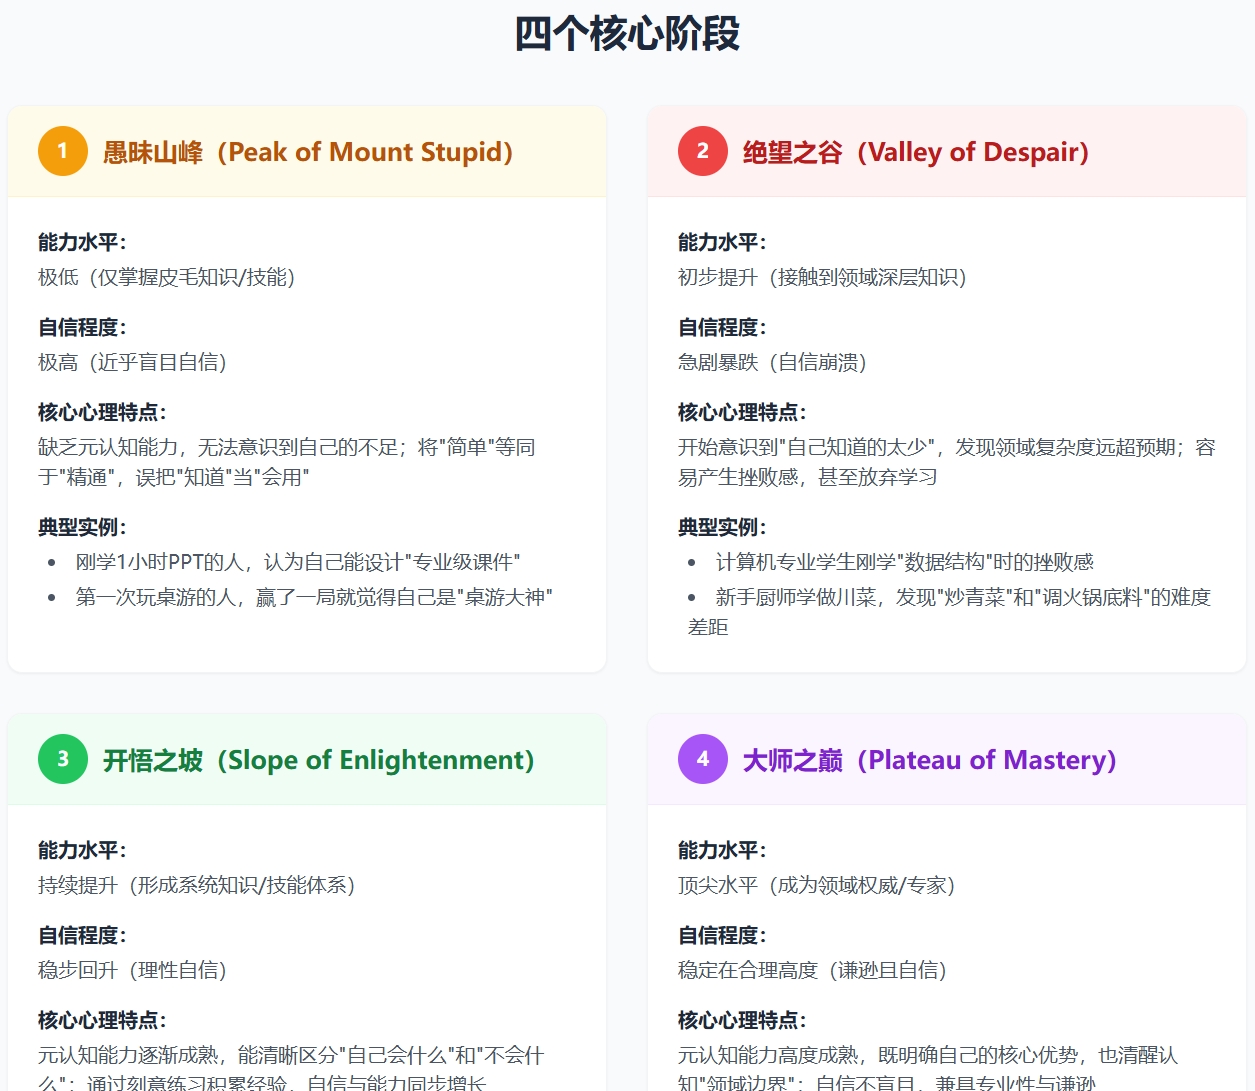 四个核心阶段
1 愚昧山峰（Peak of Mount Stupid）
能力水平：
极低（仅掌握皮毛知识/技能）
自信程度：
极高（近乎盲目自信）
核心心理特点：
缺乏元认知能力，无法意识到自己的不足；将"简单"等同
于"精通"，误把"知道"当"会用"
典型实例：
• 刚学1小时PPT的人，认为自己能设计"专业级课件"
• 第一次玩桌游的人，赢了一局就觉得自己是"桌游大神"
2 绝望之谷（Valley of Despair）
能力水平：
初步提升（接触到领域深层知识）
自信程度：
急剧暴跌（自信崩溃）
核心心理特点：
开始意识到"自己知道的太少"，发现领域复杂度远超预期；容
易产生挫败感，甚至放弃学习
典型实例：
• 计算机专业学生刚学"数据结构"时的挫败感
• 新手厨师学做川菜，发现"炒青菜"和"调火锅底料"的难度
差距
3 开悟之坡（Slope of Enlightenment）
能力水平：
持续提升（形成系统知识/技能体系）
自信程度：
稳步回升（理性自信）
核心心理特点：
元认知能力逐渐成熟，能清晰区分"自己会什么"和"不会什
么"；通过刻意练习积累经验，自信与能力同步增长
4 大师之巅（Plateau of Mastery）
能力水平：
顶尖水平（成为领域权威/专家）
自信程度：
稳定在合理高度（谦逊且自信）
核心心理特点：
元认知能力高度成熟，既明确自己的核心优势，也清醒认
知"领域边界"；自信不盲目，兼具专业性与谦逊